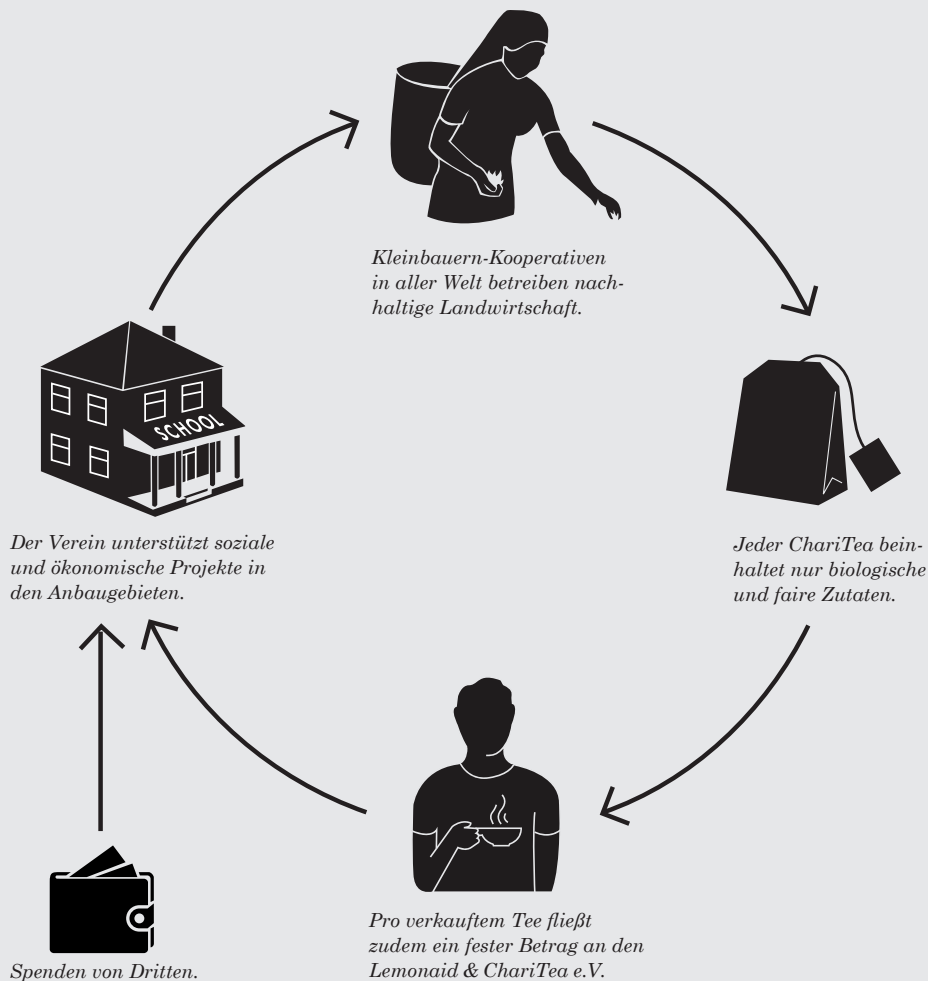 Kleinbauern-Kooperativen
in aller Welt betreiben nach-
haltige Landwirtschaft.
SCHOOL
Der Verein unterstützt soziale
und ökonomische Projekte in
den Anbaugebieten.
Jeder ChariTea bein-
haltet nur biologische
und faire Zutaten.
Pro verkauftem Tee fließt
zudem ein fester Betrag an den
Lemonaid & ChariTea e.V.
Spenden von Dritten.